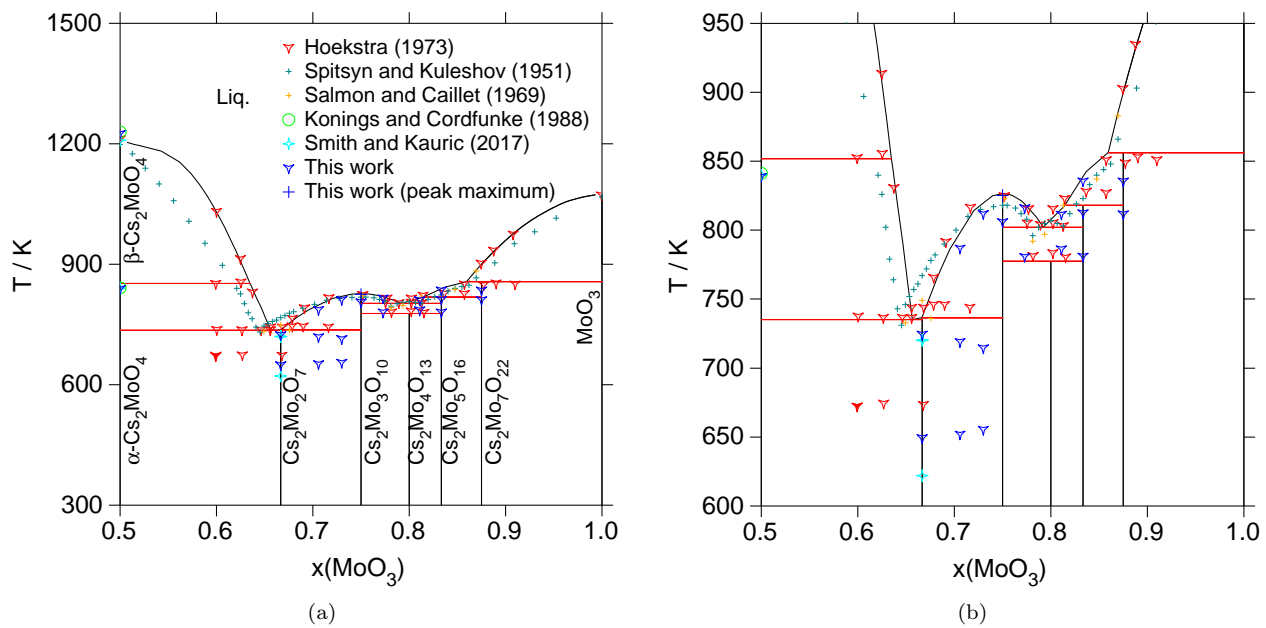 1500
1200
900
600
300
T / K
0.5
0.6
0.7
0.8
0.9
1.0
x(MoO₃)
Hoekstra (1973)
Spitsyn and Kuleshov (1951)
Salmon and Caillet (1969)
Konings and Cordfunke (1988)
Smith and Kauric (2017)
This work
This work (peak maximum)
Liq.
β-Cs₂MoO₄
α-Cs₂MoO₄
Cs₂Mo₂O₇
Cs₂Mo₃O₁₀
Cs₂Mo₄O₁₃
Cs₂Mo₅O₁₆
Cs₂Mo₇O₂₂
MoO₃
(a)
950
900
850
800
750
700
650
600
T / K
0.5
0.6
0.7
0.8
0.9
1.0
x(MoO₃)
(b)